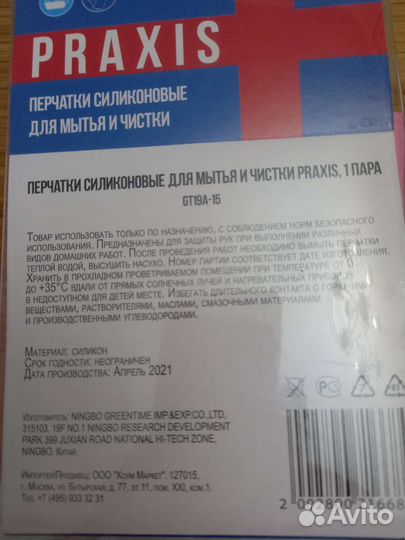 PRAXIS
ПЕРЧАТКИ СИЛИКОНОВЫЕ
ДЛЯ МЫТЬЯ И ЧИСТКИ
ПЕРЧАТКИ СИЛИКОНОВЫЕ ДЛЯ МЫТЬЯ И ЧИСТКИ PRAXIS, 1 ПАРА
GT19A-15
Товар использовать только по назначению, с соблюдением норм безопасного
использования. Предназначены для защиты рук при выполнении различных
видов домашних работ. После проведения работ необходимо вымыть перчатки
теплой водой, высушить насухо. Номер партии соответствует дате изготовления.
Хранить в прохладном проветриваемом помещении при температуре от 0
до +35°С вдали от прямых солнечных лучей и нагревательных приборов
в недоступном для детей месте. Избегать длительного контакта с горючими
веществами, растворителями, маслами, смазочными материалами
и производственными углеводородами.
Материал: силикон
Срок годности: неограничен
Дата производства: Апрель 2021
Изготовитель: NINGBO GREENTIME IMP.&EXP.CO.,LTD,
315103, 19F NO.1 NINGBO RESEARCH DEVELOPMENT
PARK 399 JUXIAN ROAD NATIONAL HI-TECH ZONE,
NINGBO, Китай.
Импортер/Продавец: ООО "Хоум Маркет". 127015,
г. Москва, ул. Бутырская, д. 77, эт.11, пом. XXI, ком.1.
Тел.: +7 (495) 933 32 31
Avito